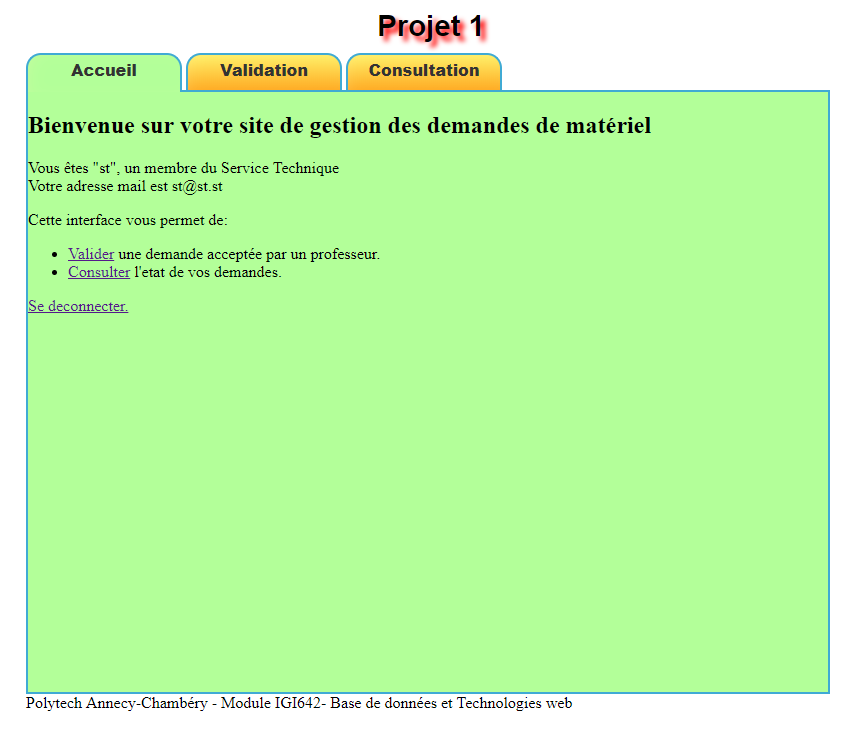 Projet 1
Accueil Validation Consultation
Bienvenue sur votre site de gestion des demandes de matériel
Vous êtes "st", un membre du Service Technique
Votre adresse mail est st@st.st
Cette interface vous permet de:
Valider une demande acceptée par un professeur.
Consulter l'etat de vos demandes.
Se deconnecter.
Polytech Annecy-Chambéry - Module IGI642- Base de données et Technologies web